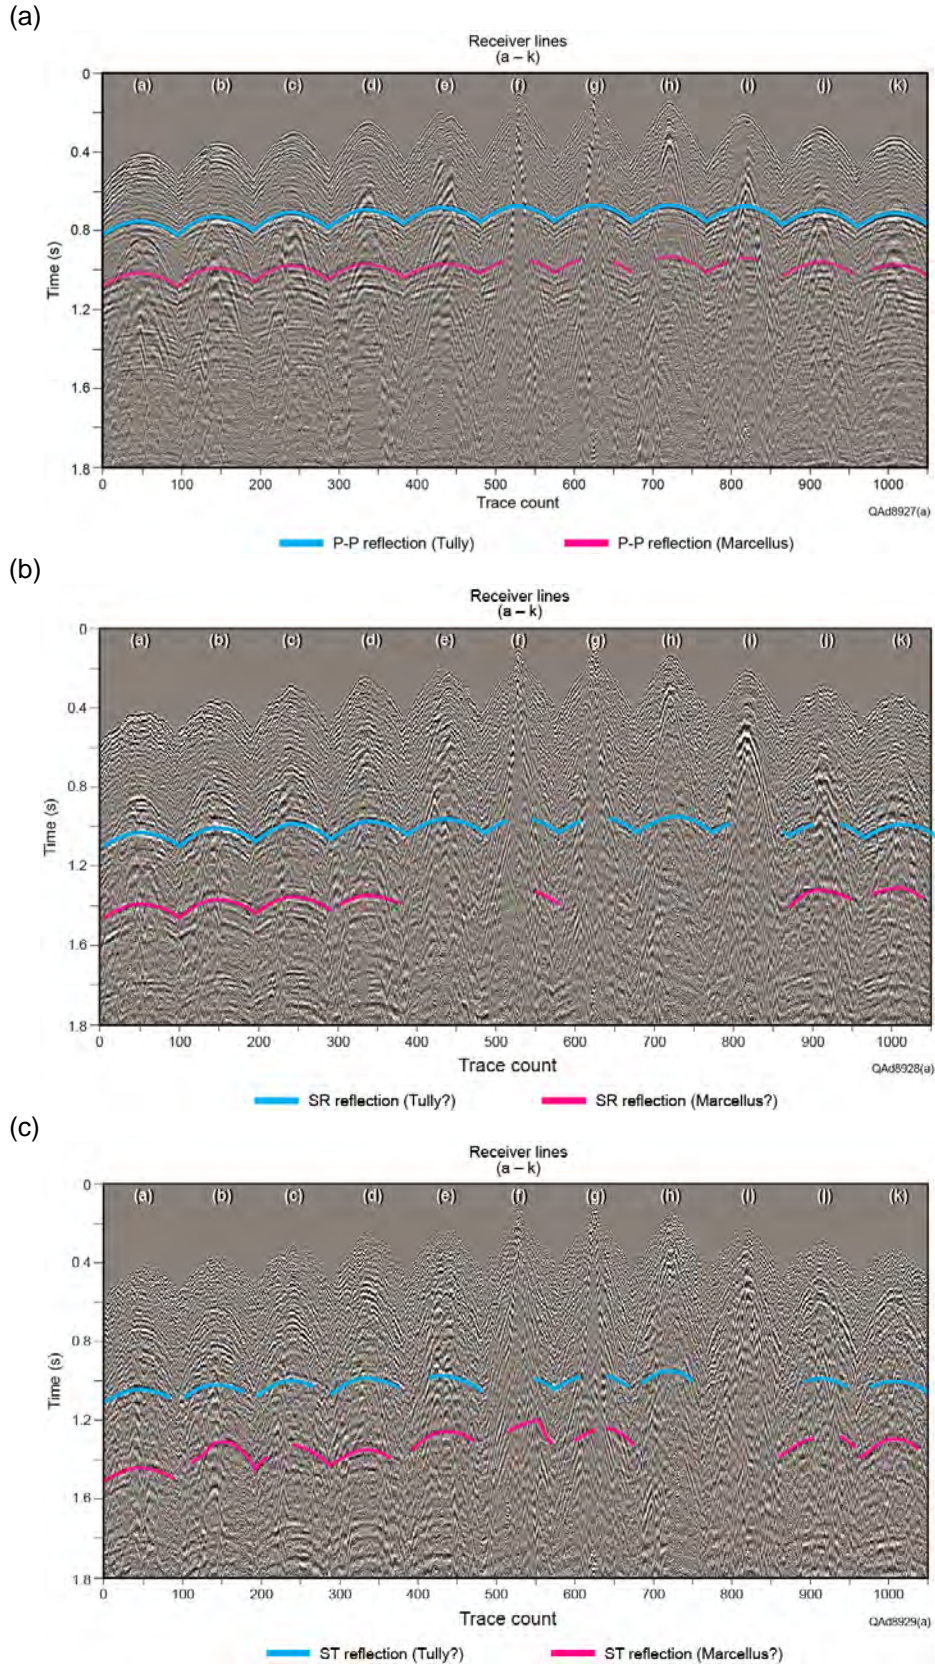 (a)
Receiver lines
(a – k)
(a) (b) (c) (d) (e) (f) (g) (h) (i) (j) (k)
0
0.4
0.8
1.2
1.6
1.8
Time (s)
0 100 200 300 400 500 600 700 800 900 1000
Trace count
QAd8927(a)
P-P reflection (Tully) P-P reflection (Marcellus)
(b)
Receiver lines
(a – k)
(a) (b) (c) (d) (e) (f) (g) (h) (i) (j) (k)
0
0.4
0.8
1.2
1.6
1.8
Time (s)
0 100 200 300 400 500 600 700 800 900 1000
Trace count
QAd8928(a)
SR reflection (Tully?) SR reflection (Marcellus?)
(c)
Receiver lines
(a – k)
(a) (b) (c) (d) (e) (f) (g) (h) (i) (j) (k)
0
0.4
0.8
1.2
1.6
1.8
Time (s)
0 100 200 300 400 500 600 700 800 900 1000
Trace count
QAd8929(a)
ST reflection (Tully?) ST reflection (Marcellus?)